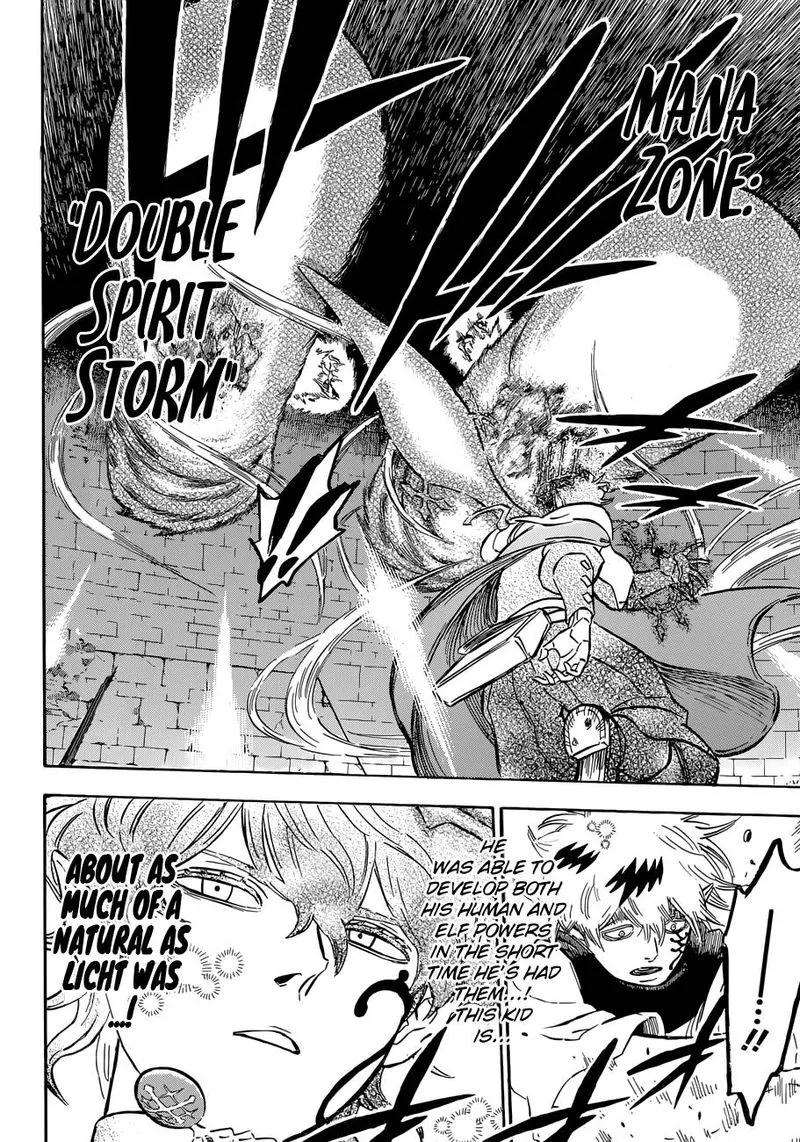 MANA
ZONE:
"DOUBLE
SPIRIT
STORM"
!!
...!!
HE
WAS ABLE TO
DEVELOP BOTH
HIS HUMAN AND
ELF POWERS
IN THE SHORT
TIME HE'S HAD
THEM...!
THIS KID
IS...
ABOUT AS
MUCH OF A
NATURAL AS
LICHT WAS
....!